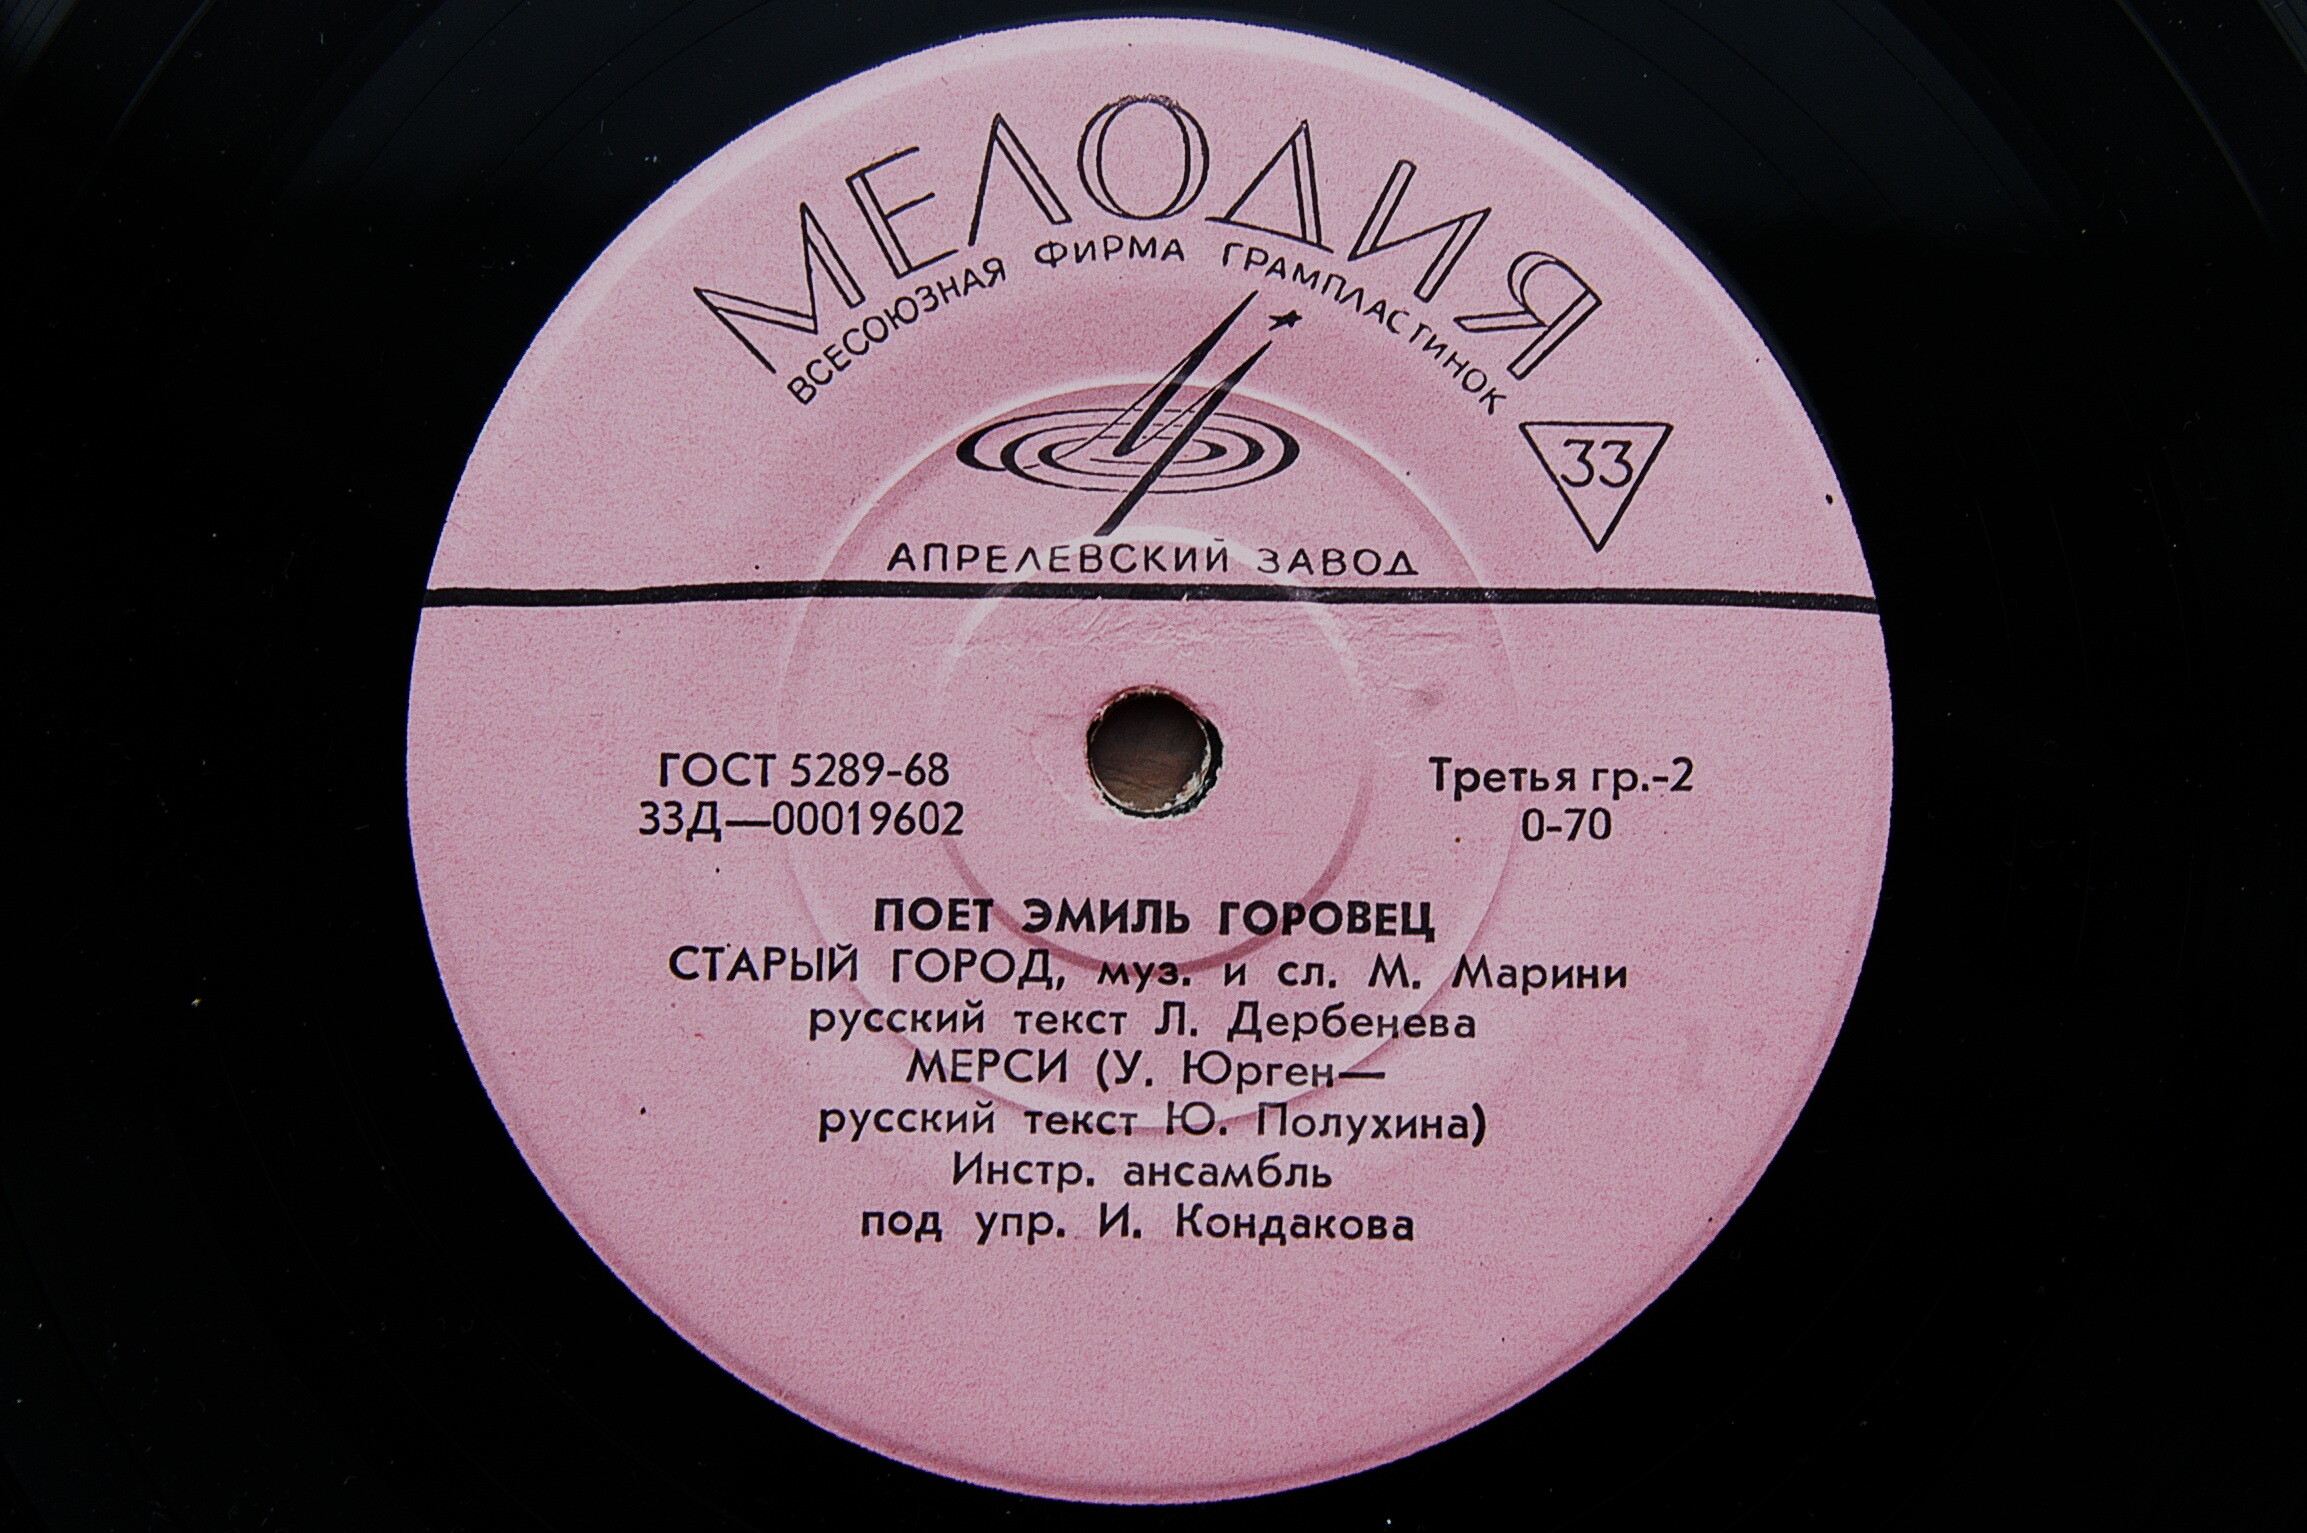 МЕЛОДИЯ
ВСЕСОЮЗНАЯ ФИРМА ГРАМПЛАСТИНОК
33
АПРЕЛЕВСКИЙ ЗАВОД
ГОСТ 5289-68
33Д—00019602
Третья гр.-2
0-70
ПОЕТ ЭМИЛЬ ГОРОВЕЦ
СТАРЫЙ ГОРОД, муз. и сл. М. Марини
русский текст Л. Дербенева
МЕРСИ (У. Юрген—
русский текст Ю. Полухина)
Инстр. ансамбль
под упр. И. Кондакова